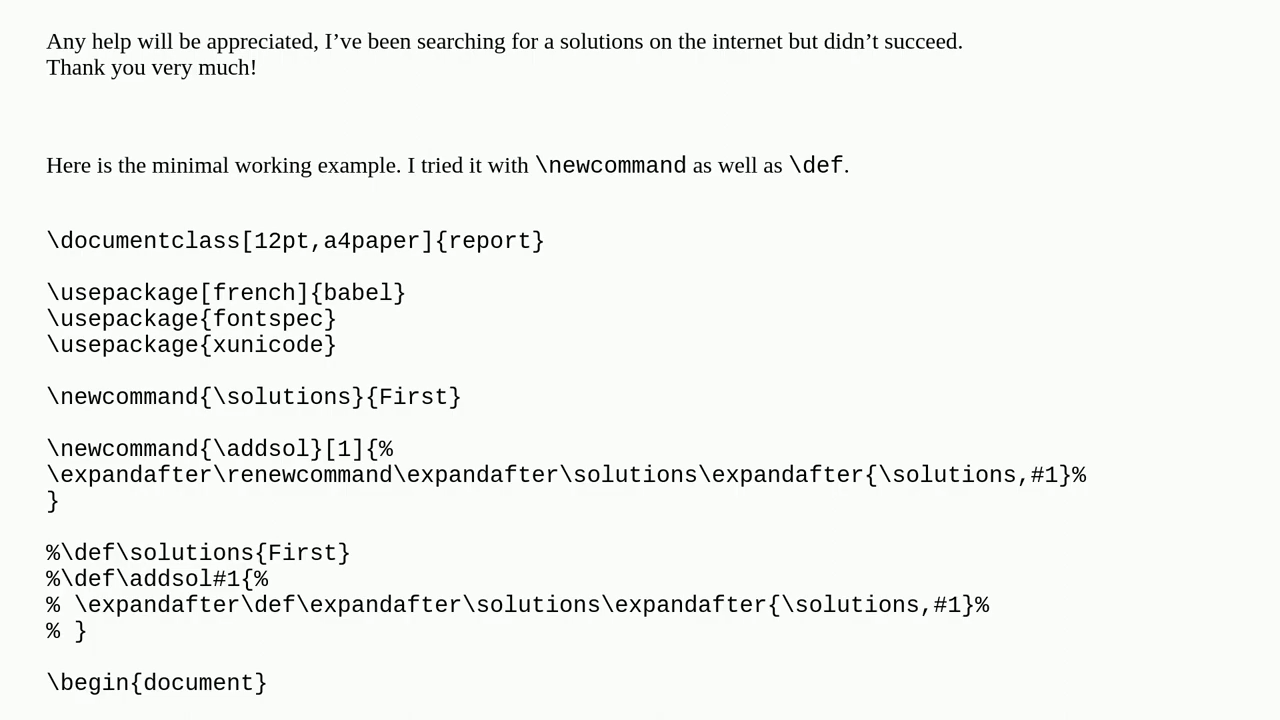 Any help will be appreciated, I’ve been searching for a solutions on the internet but didn’t succeed.
Thank you very much!
Here is the minimal working example. I tried it with \newcommand as well as \def.
\documentclass[12pt,a4paper]{report}
\usepackage[french]{babel}
\usepackage{fontspec}
\usepackage{xunicode}
\newcommand{\solutions}{First}
\newcommand{\addsol}[1]{%
\expandafter\renewcommand\expandafter\solutions\expandafter{\solutions,#1}%
}
%\def\solutions{First}
%\def\addsol#1{%
% \expandafter\def\expandafter\solutions\expandafter{\solutions,#1}%
% }
\begin{document}